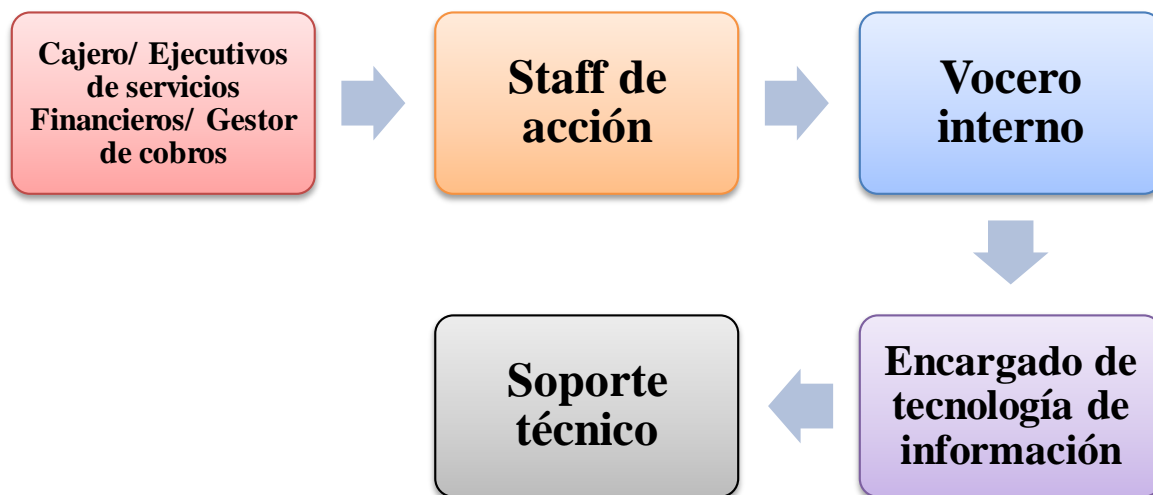 Cajero/ Ejecutivos
de servicios
Financieros/ Gestor
de cobros
Staff de
acción
Vocero
interno
Encargado de
tecnología de
información
Soporte
técnico